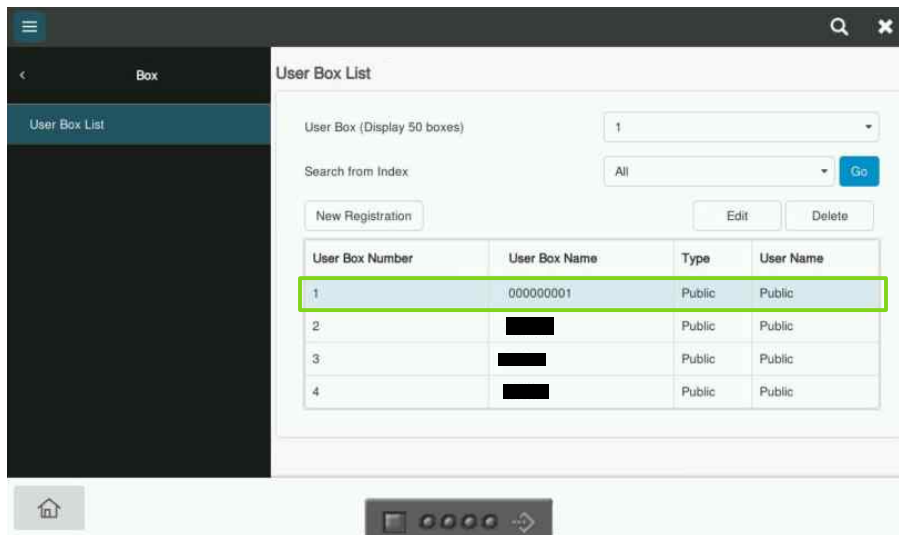 Box
User Box List
User Box List
User Box (Display 50 boxes) 1
Search from Index All Go
New Registration Edit Delete
User Box Number User Box Name Type User Name
1 000000001 Public Public
2 Public Public
3 Public Public
4 Public Public